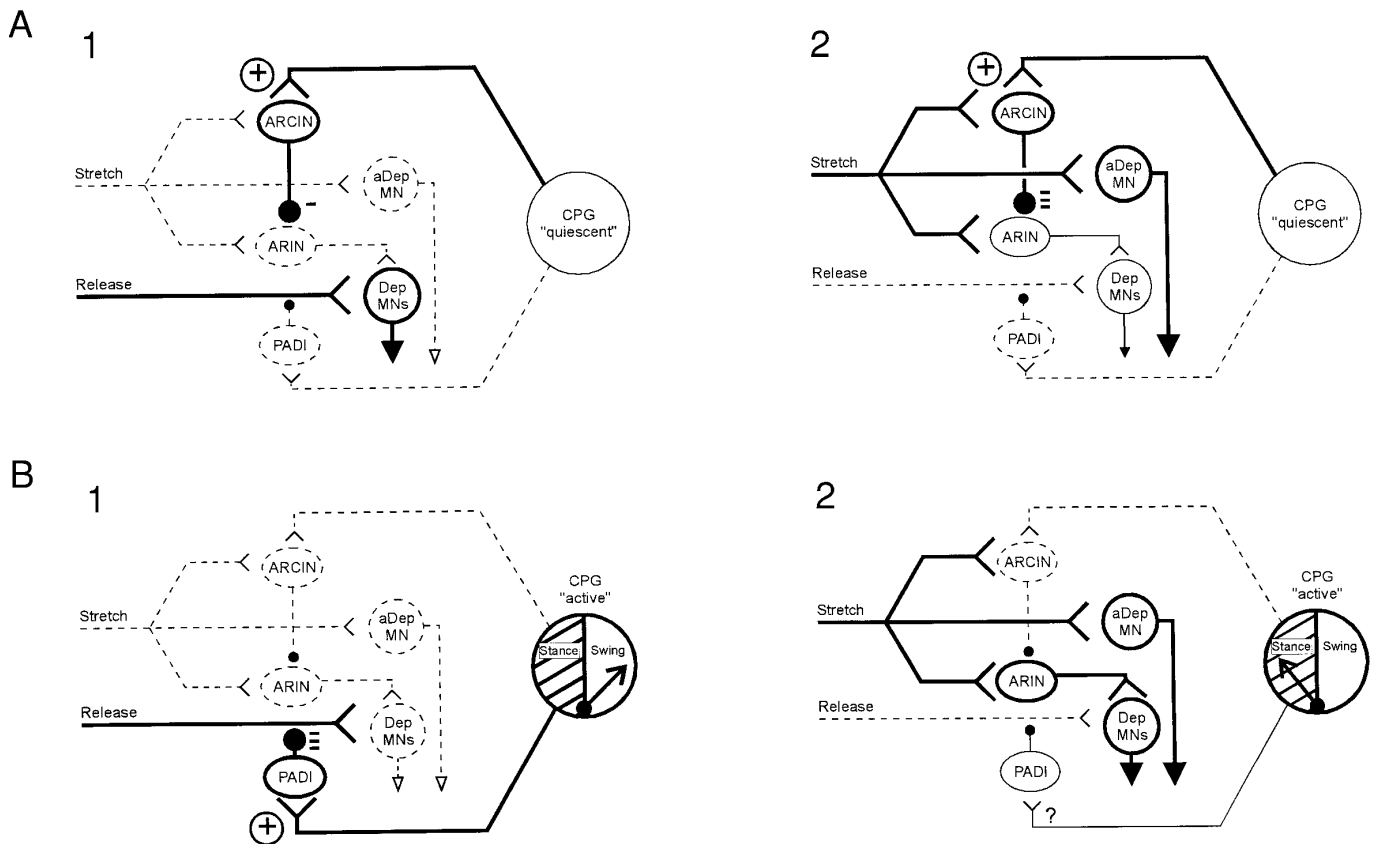 A
1
+
ARCIN
Stretch
aDep
MN
-
ARIN
CPG
"quiescent"
Release
Dep
MNs
PADI
2
+
ARCIN
Stretch
aDep
MN
ARIN
CPG
"quiescent"
Release
Dep
MNs
PADI
B
1
ARCIN
CPG
"active"
Stretch
aDep
MN
Stance
Swing
ARIN
Release
Dep
MNs
PADI
+
2
ARCIN
CPG
"active"
Stretch
aDep
MN
Stance
Swing
ARIN
Release
Dep
MNs
PADI
?